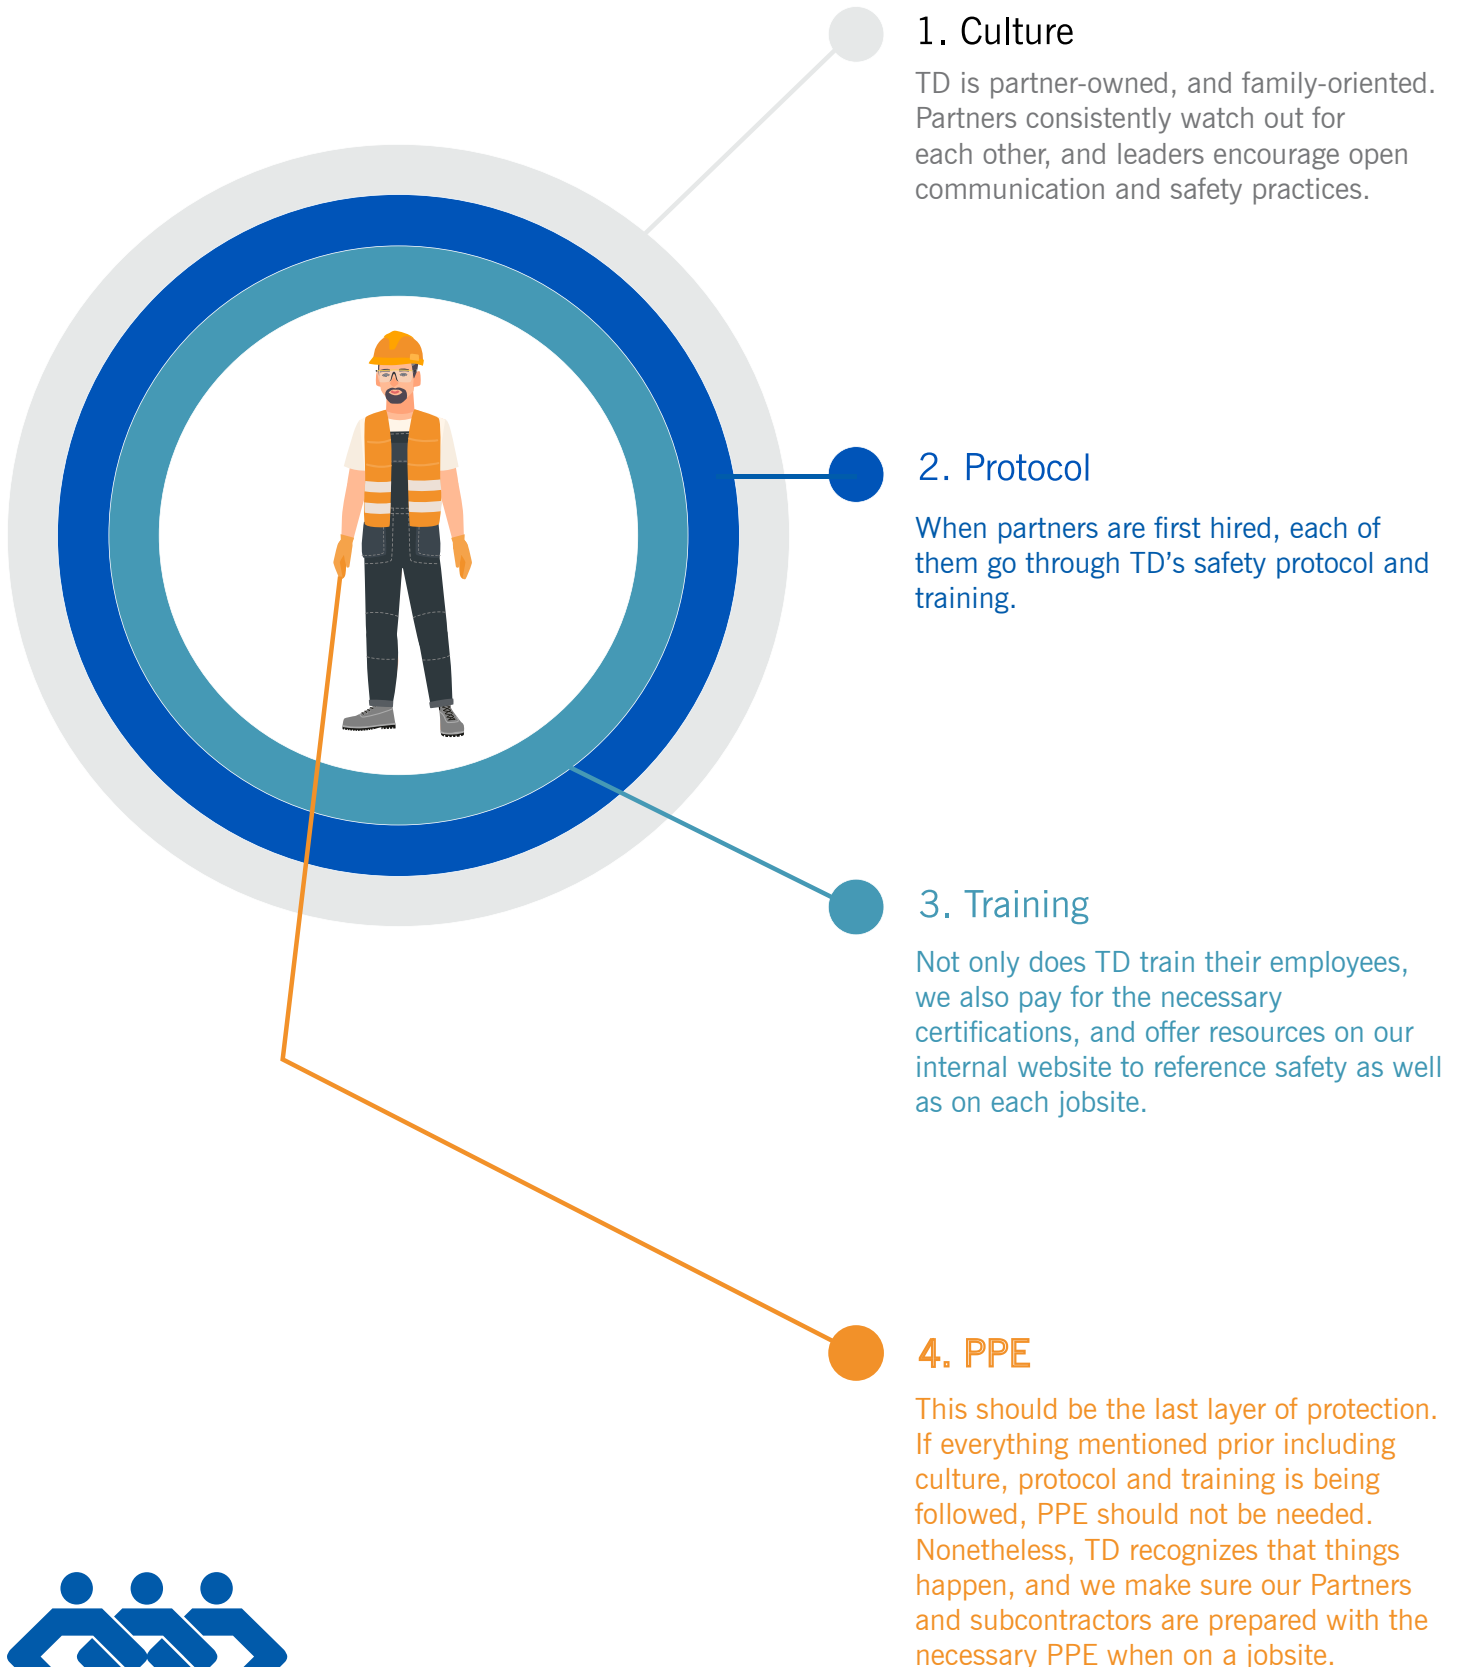 1. Culture
TD is partner-owned, and family-oriented.
Partners consistently watch out for
each other, and leaders encourage open
communication and safety practices.
2. Protocol
When partners are first hired, each of
them go through TD’s safety protocol and
training.
3. Training
Not only does TD train their employees,
we also pay for the necessary
certifications, and offer resources on our
internal website to reference safety as well
as on each jobsite.
4. PPE
This should be the last layer of protection.
If everything mentioned prior including
culture, protocol and training is being
followed, PPE should not be needed.
Nonetheless, TD recognizes that things
happen, and we make sure our Partners
and subcontractors are prepared with the
necessary PPE when on a jobsite.